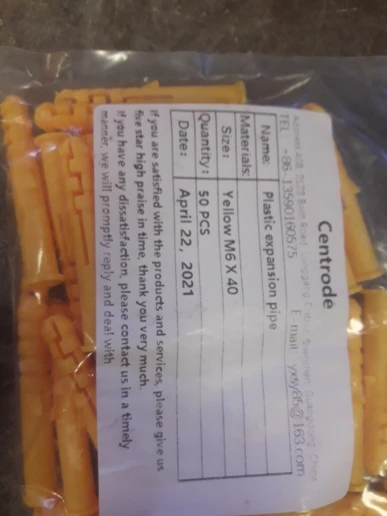 Centrode
Road
TEL +86-13590160575 E mail @163.com
Name: Plastic expansion pipe
Materials:
Size: Yellow M6 X 40
Quantity: 50 PCS
Date: April 22, 2021
If you are satisfied with the products and services, please give us
five star high praise in time, thank you very much.
If you have any dissatisfaction, please contact us in a timely
manner, we will promptly reply and deal with